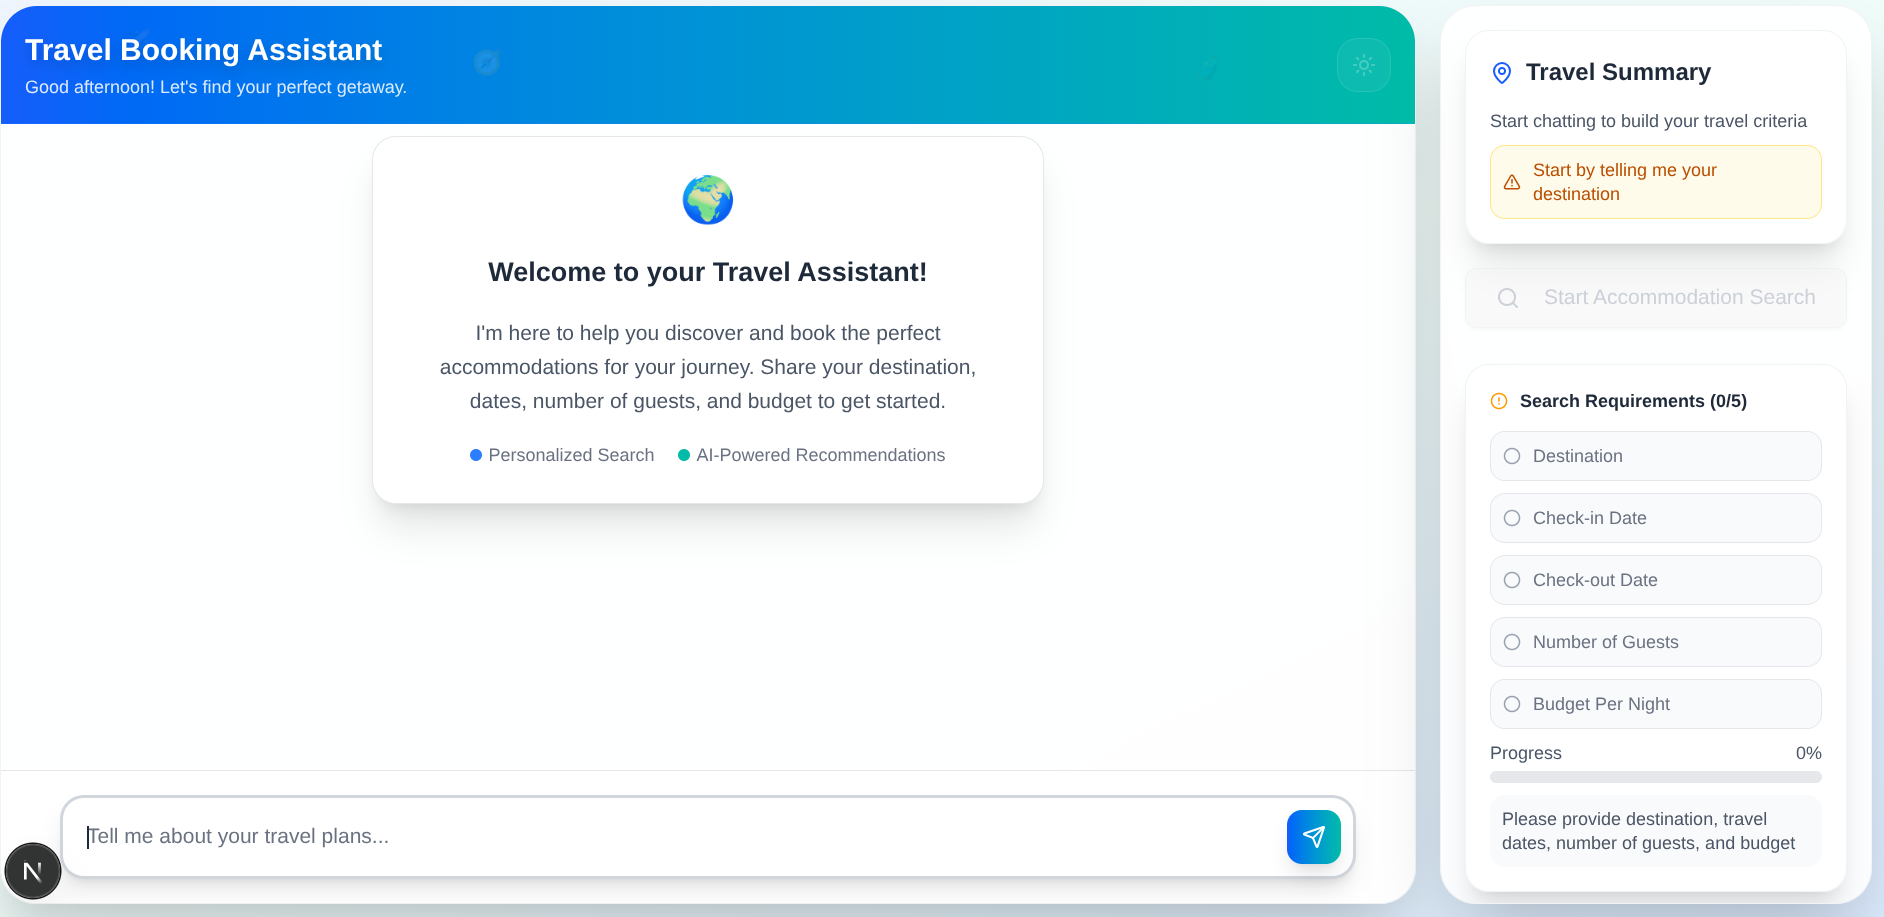 Travel Booking Assistant
Good afternoon! Let's find your perfect getaway.
Welcome to your Travel Assistant!
I'm here to help you discover and book the perfect
accommodations for your journey. Share your destination,
dates, number of guests, and budget to get started.
Personalized Search
AI-Powered Recommendations
Tell me about your travel plans...
N
Travel Summary
Start chatting to build your travel criteria
Start by telling me your
destination
Start Accommodation Search
Search Requirements (0/5)
Destination
Check-in Date
Check-out Date
Number of Guests
Budget Per Night
Progress 0%
Please provide destination, travel
dates, number of guests, and budget